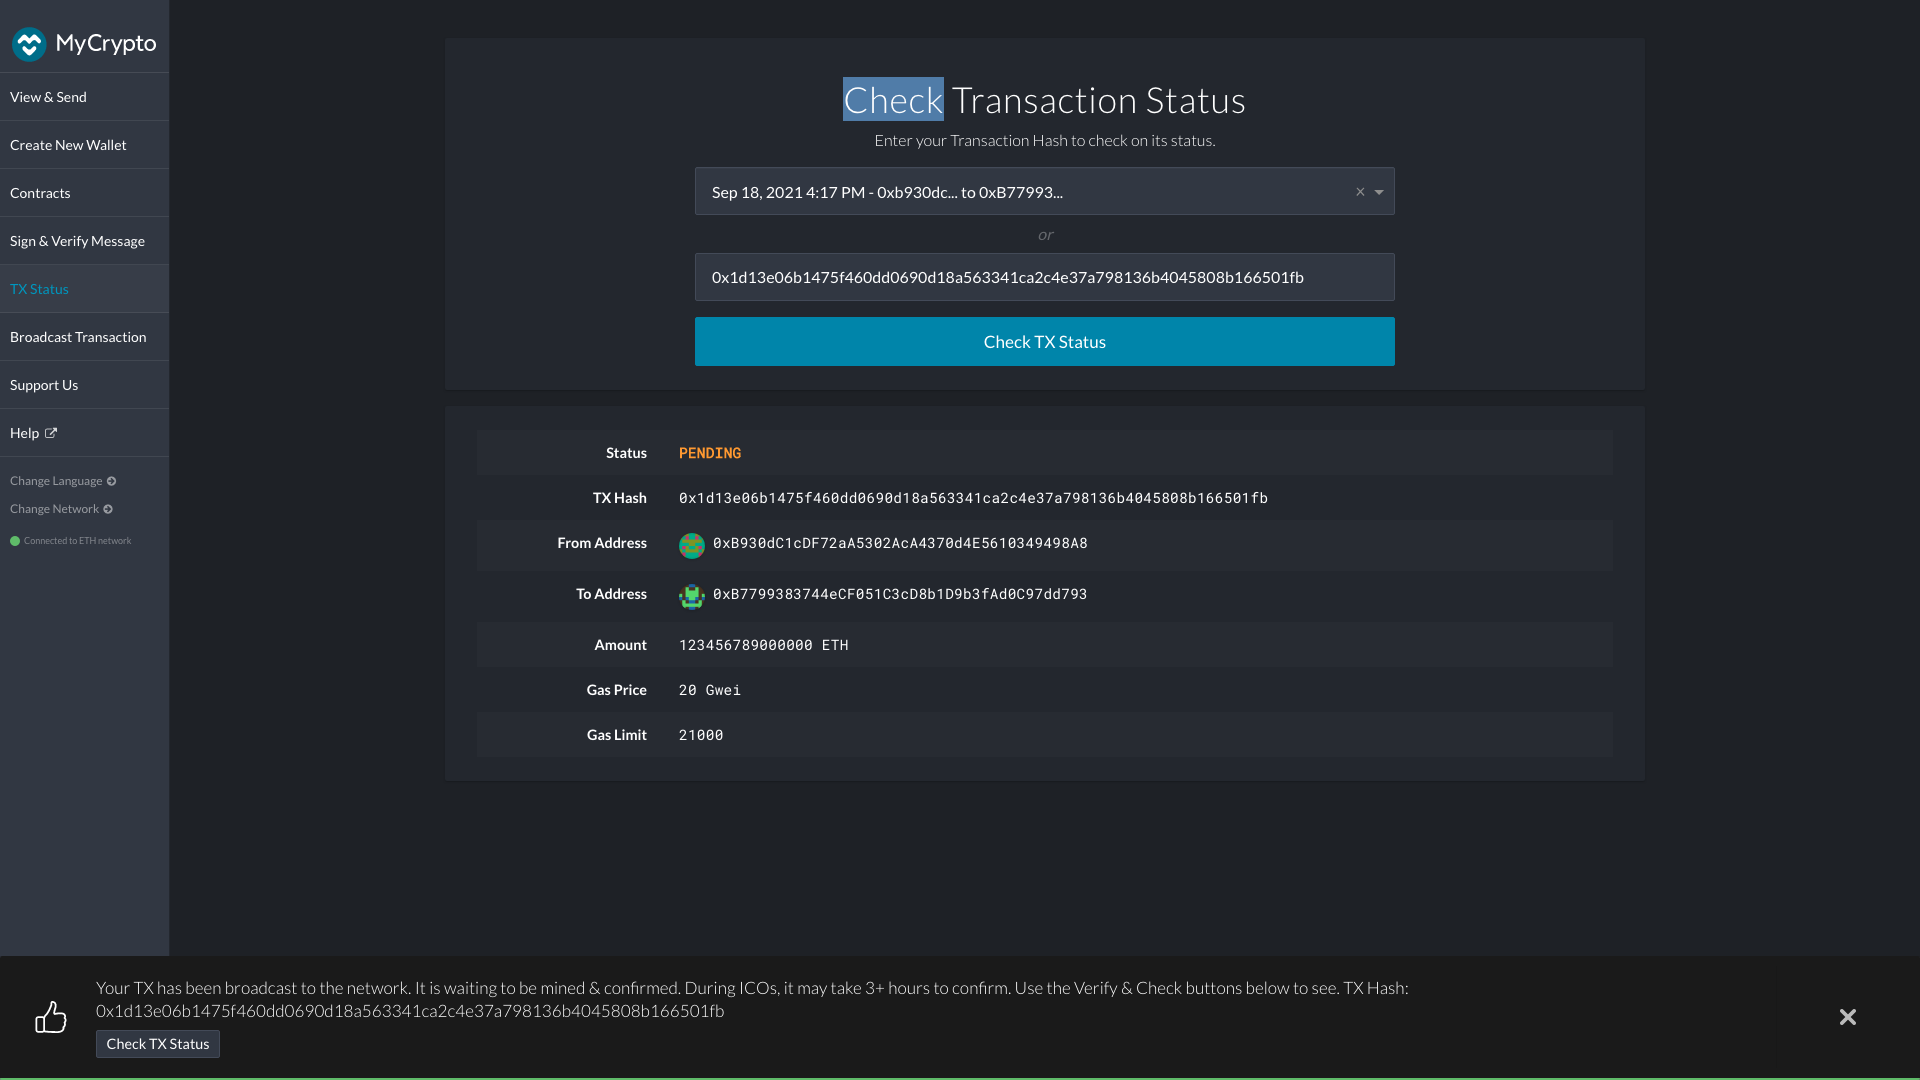 MyCrypto
View & Send
Create New Wallet
Contracts
Sign & Verify Message
TX Status
Broadcast Transaction
Support Us
Help
Change Language
Change Network
Connected to ETH network
Check Transaction Status
Enter your Transaction Hash to check on its status.
Sep 18, 2021 4:17 PM - 0xb930dc... to 0xB77993...
or
0x1d13e06b1475f460dd0690d18a563341ca2c4e37a798136b4045808b166501fb
Check TX Status
Status PENDING
TX Hash 0x1d13e06b1475f460dd0690d18a563341ca2c4e37a798136b4045808b166501fb
From Address 0xB930dC1cDF72aA5302AcA4370d4E5610349498A8
To Address 0xB7799383744eCF051C3cD8b1D9b3fAd0C97dd793
Amount 123456789000000 ETH
Gas Price 20 Gwei
Gas Limit 21000
Your TX has been broadcast to the network. It is waiting to be mined & confirmed. During ICOs, it may take 3+ hours to confirm. Use the Verify & Check buttons below to see. TX Hash:
0x1d13e06b1475f460dd0690d18a563341ca2c4e37a798136b4045808b166501fb
Check TX Status